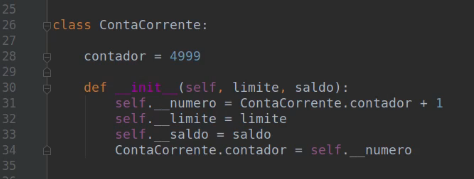 25
26 class ContaCorrente:
27
28     contador = 4999
29
30     def __init__(self, limite, saldo):
31         self.__numero = ContaCorrente.contador + 1
32         self.__limite = limite
33         self.__saldo = saldo
34         ContaCorrente.contador = self.__numero
35